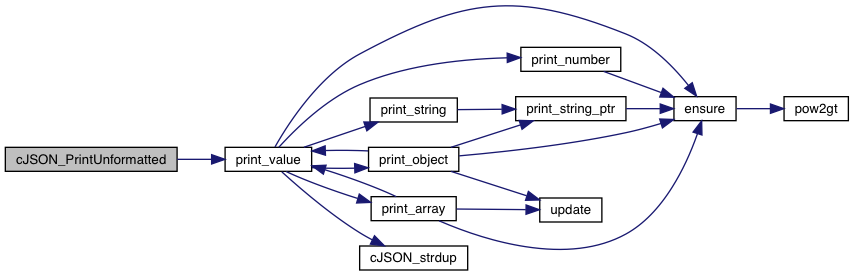 cJSON_PrintUnformatted
print_value
print_number
print_string
print_string_ptr
ensure
pow2gt
print_object
print_array
update
cJSON_strdup